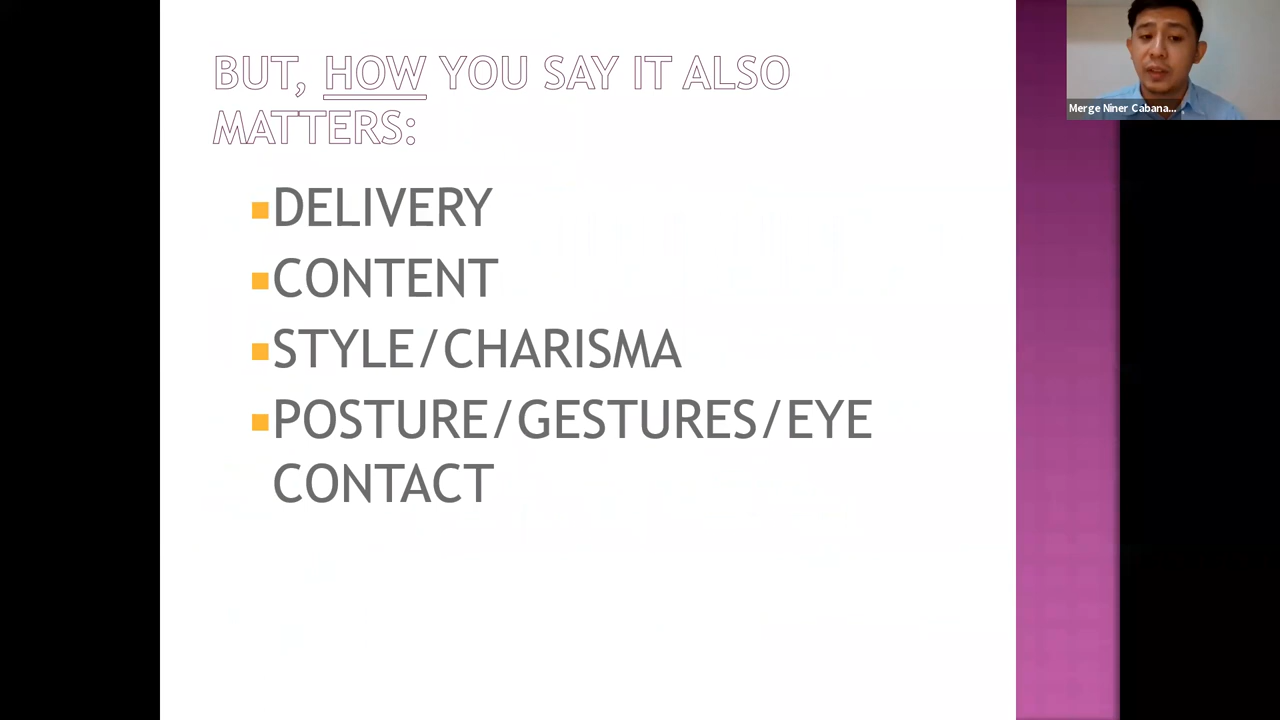 BUT, HOW YOU SAY IT ALSO
MATTERS:
DELIVERY
CONTENT
STYLE/CHARISMA
POSTURE/GESTURES/EYE
CONTACT
Merge Niner Cabana...